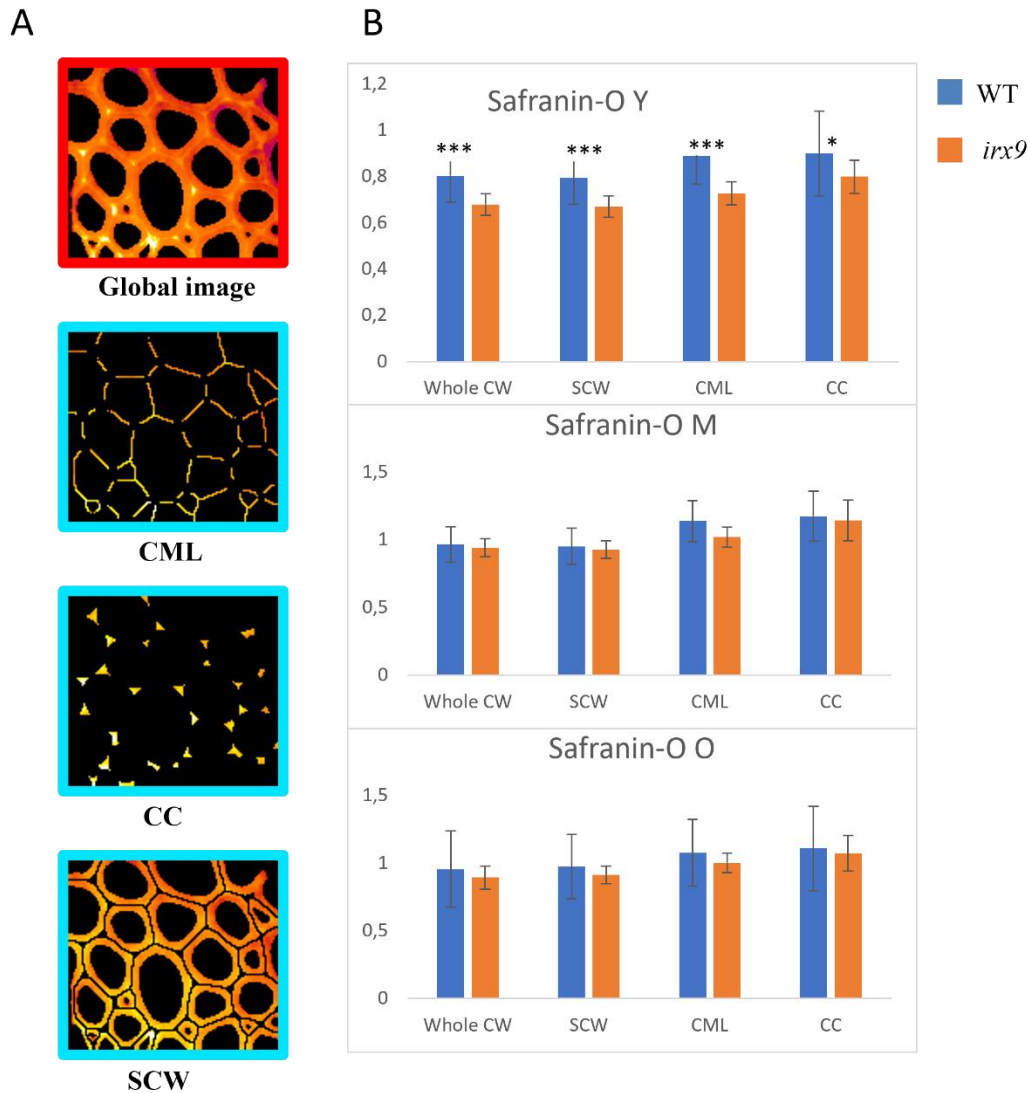 A
Global image
CML
CC
SCW
B
Safranin-O Y
1,2
1
0,8
0,6
0,4
0,2
0
*** *** *** *
Whole CW SCW CML CC
WT
irx9
Safranin-O M
1,5
1
0,5
0
Whole CW SCW CML CC
Safranin-O O
1,5
1
0,5
0
Whole CW SCW CML CC